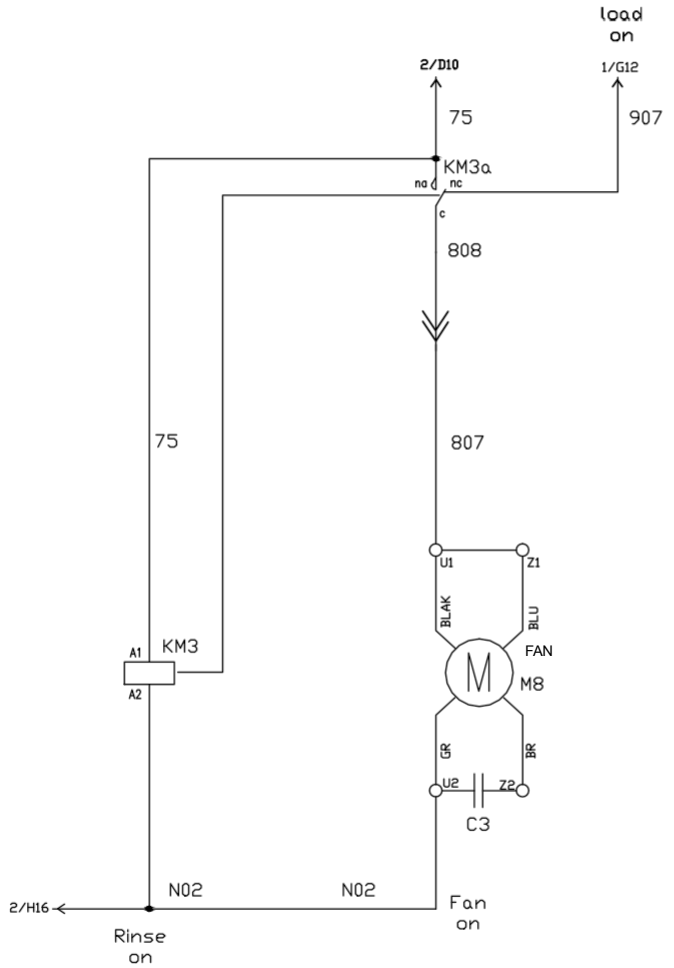 load
on
2/D10
1/G12
75
907
KM3a
na
nc
c
808
75
807
U1
Z1
BLAK
BLU
A1
KM3
FAN
M
M8
A2
GR
BR
U2
Z2
C3
N02
N02
2/H16
Fan
on
Rinse
on